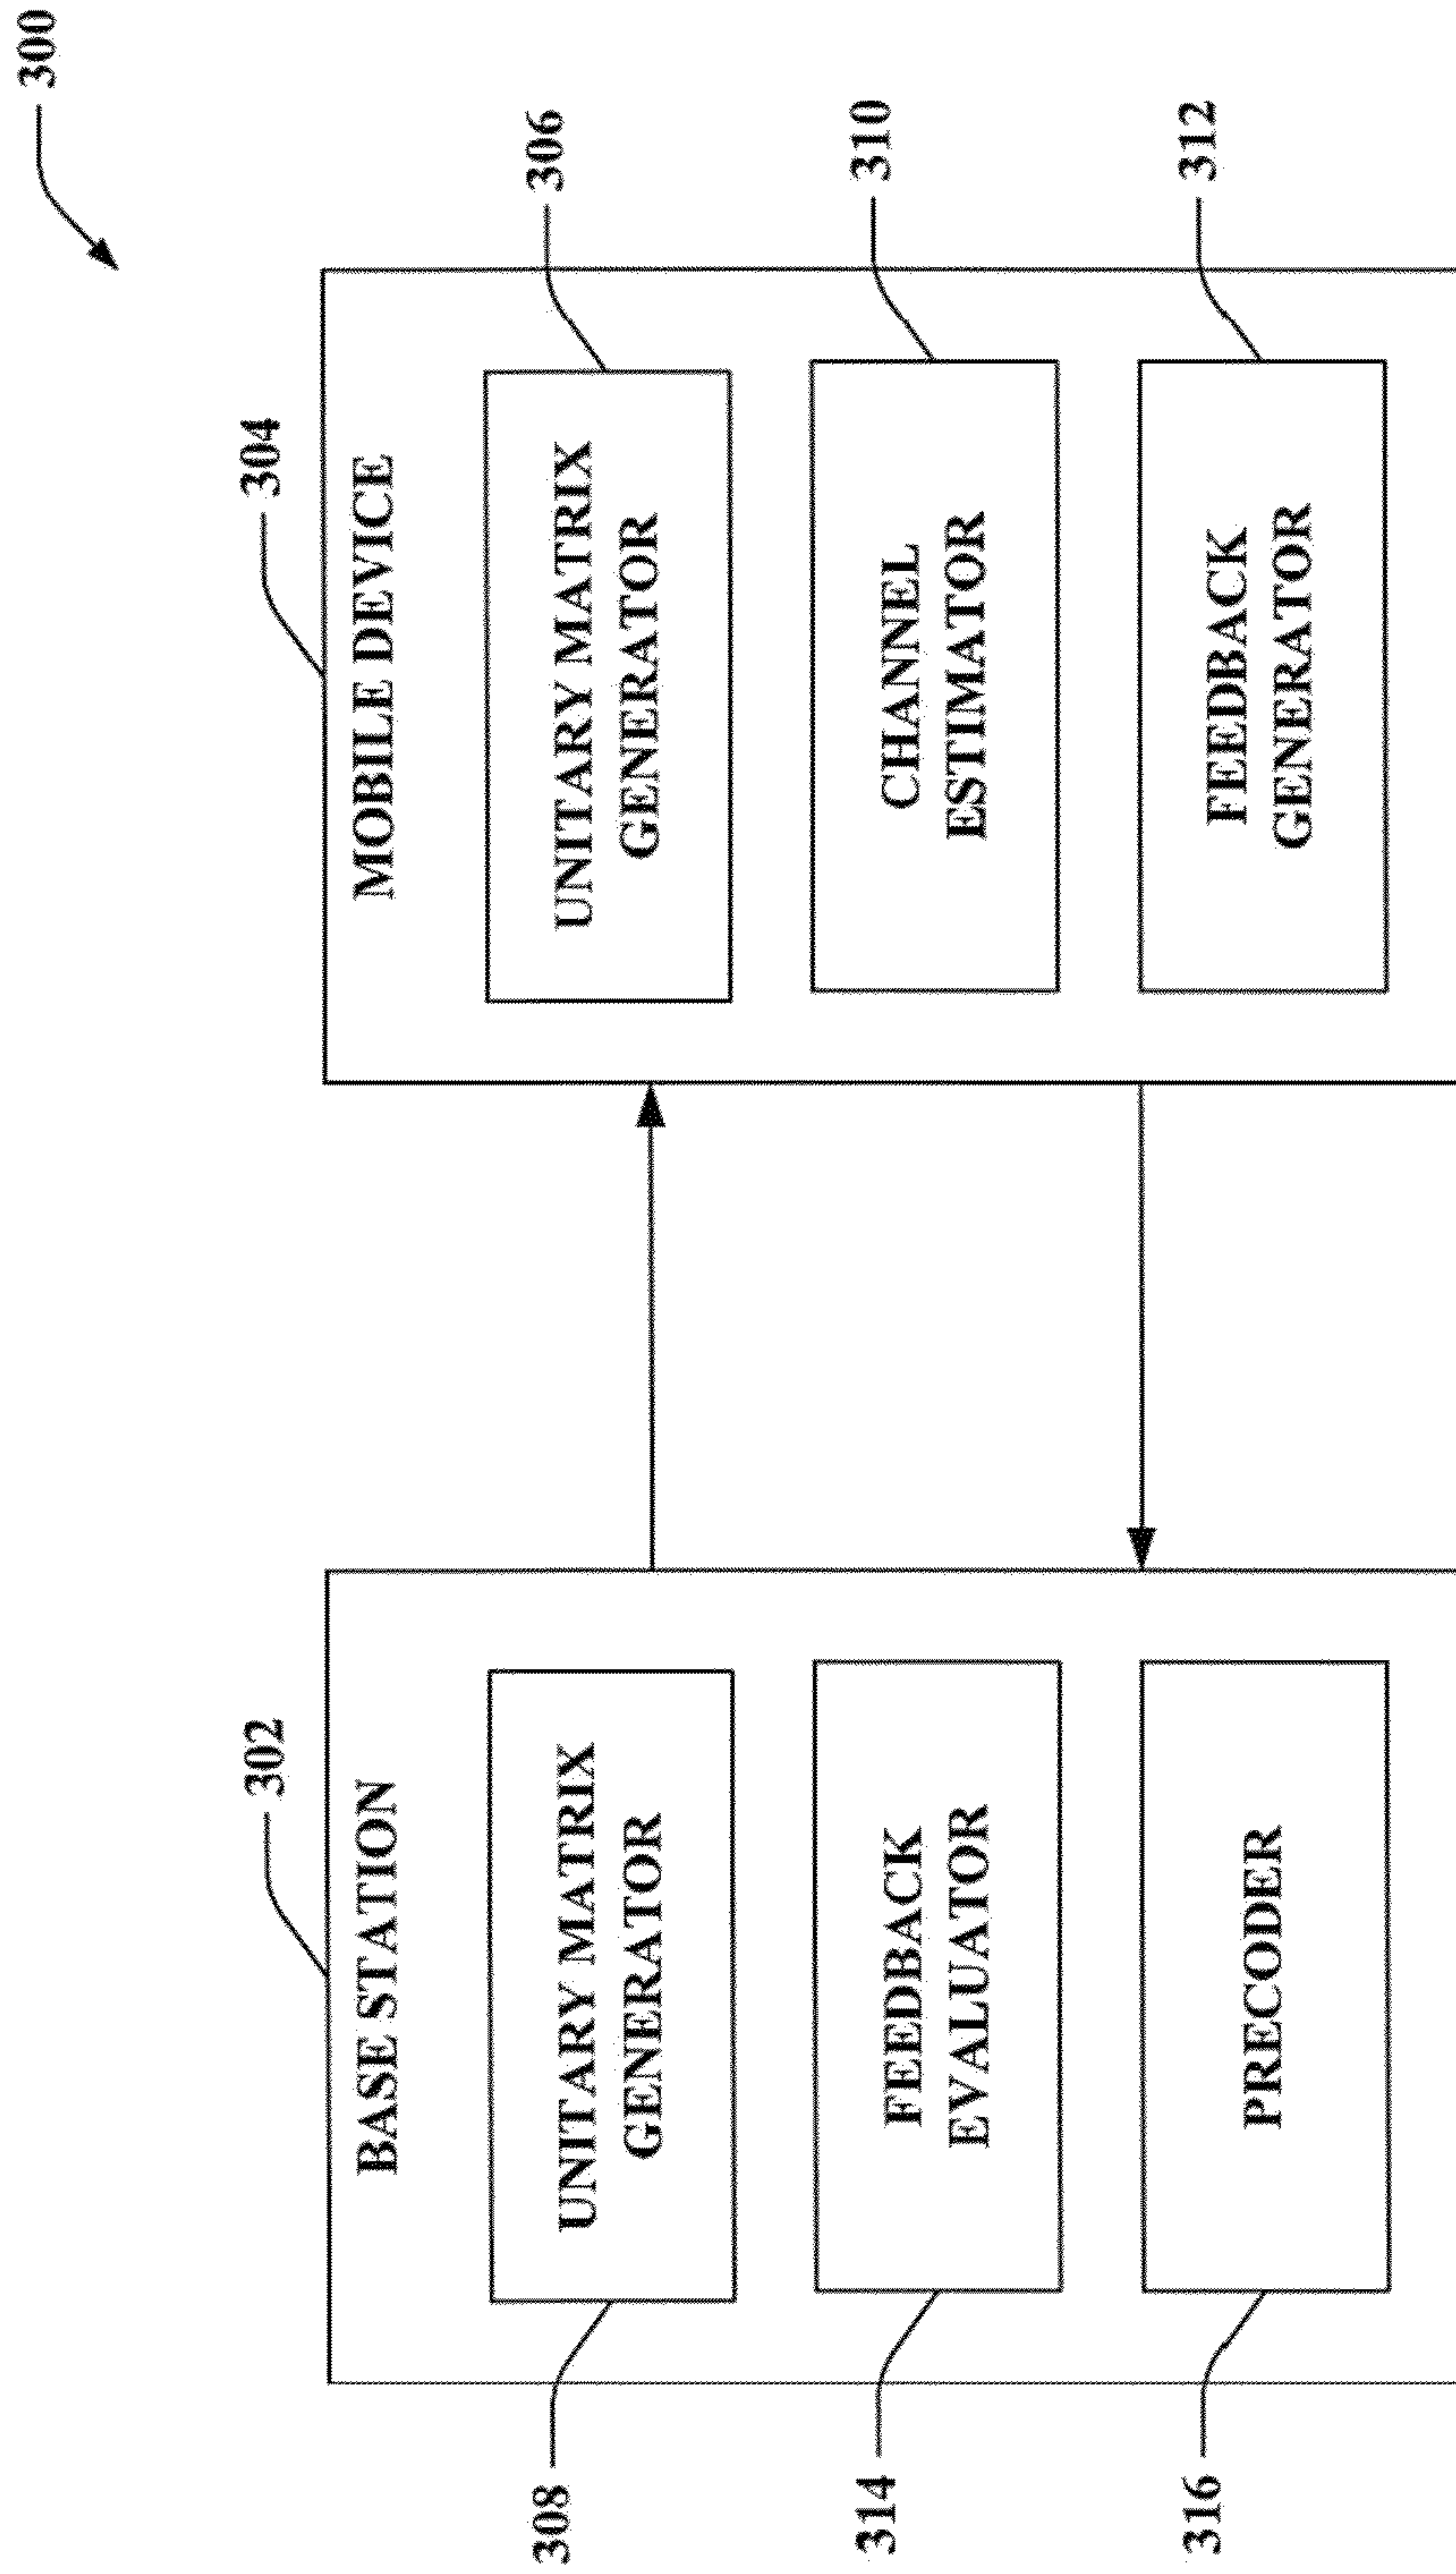 300
302
BASE STATION
308
UNITARY MATRIX
GENERATOR
314
FEEDBACK
EVALUATOR
316
PRECODER
304
MOBILE DEVICE
306
UNITARY MATRIX
GENERATOR
310
CHANNEL
ESTIMATOR
312
FEEDBACK
GENERATOR